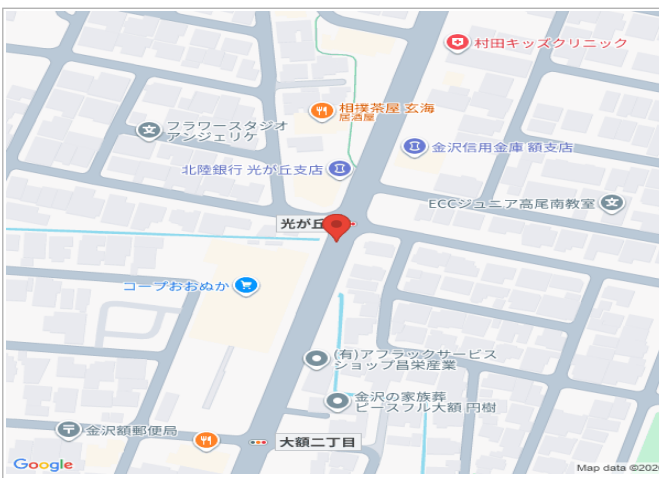 村田キッズクリニック
相撲茶屋 玄海
居酒屋
フラワースタジオ
アンジェリケ
金沢信用金庫 額支店
北陸銀行 光が丘支店
ECCジュニア高尾南教室
光が丘
コープおおぬか
(有)アフラックサービス
ショップ昌栄産業
金沢の家族葬
ピースフル大額 円樹
金沢額郵便局
大額二丁目
Google
Map data ©202